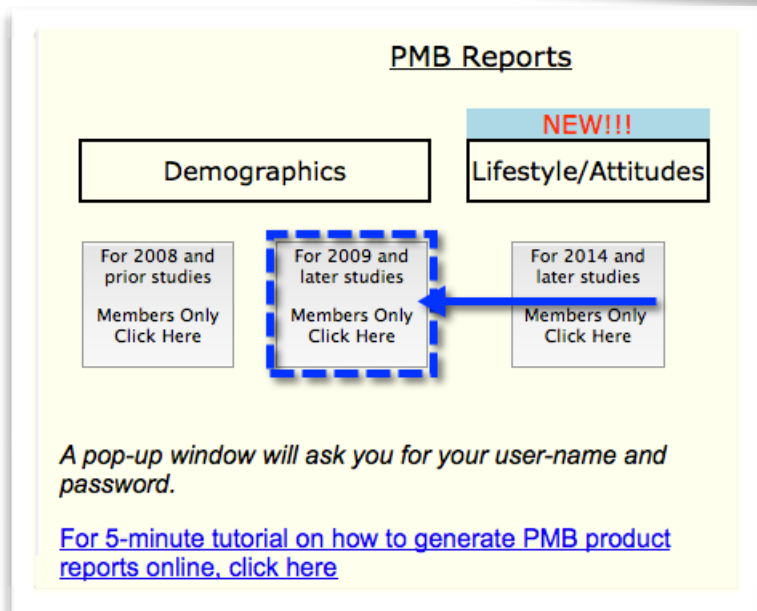 PMB Reports
NEW!!!
Demographics
Lifestyle/Attitudes
For 2008 and
prior studies
Members Only
Click Here
For 2009 and
later studies
Members Only
Click Here
For 2014 and
later studies
Members Only
Click Here
A pop-up window will ask you for your user-name and
password.
For 5-minute tutorial on how to generate PMB product
reports online, click here